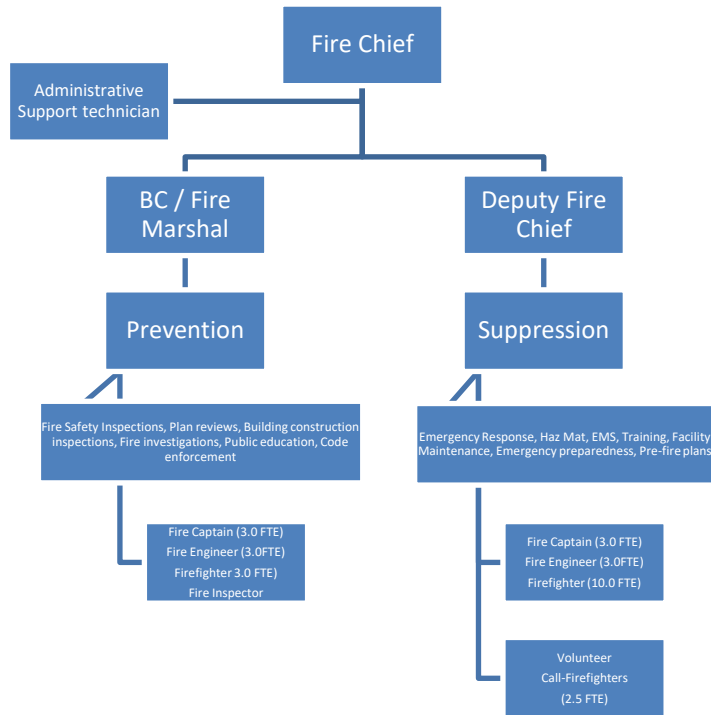 Fire Chief
Administrative
Support technician
BC / Fire
Marshal
Deputy Fire
Chief
Prevention
Suppression
Fire Safety Inspections, Plan reviews, Building construction
inspections, Fire investigations, Public education, Code
enforcement
Emergency Response, Haz Mat, EMS, Training, Facility
Maintenance, Emergency preparedness, Pre-fire plans
Fire Captain (3.0 FTE)
Fire Engineer (3.0FTE)
Firefighter 3.0 FTE)
Fire Inspector
Fire Captain (3.0 FTE)
Fire Engineer (3.0FTE)
Firefighter (10.0 FTE)
Volunteer
Call-Firefighters
(2.5 FTE)